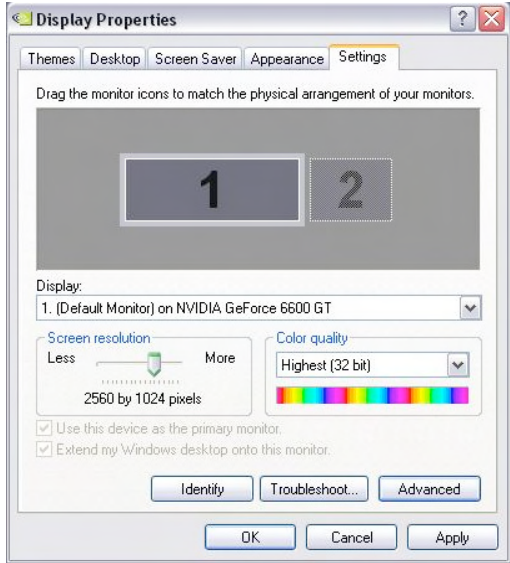 Display Properties
Themes Desktop Screen Saver Appearance Settings
Drag the monitor icons to match the physical arrangement of your monitors.
1 2
Display:
1. (Default Monitor) on NVIDIA GeForce 6600 GT
Screen resolution Color quality
Less More Highest (32 bit)
2560 by 1024 pixels
Use this device as the primary monitor.
Extend my Windows desktop onto this monitor.
Identify Troubleshoot... Advanced
OK Cancel Apply